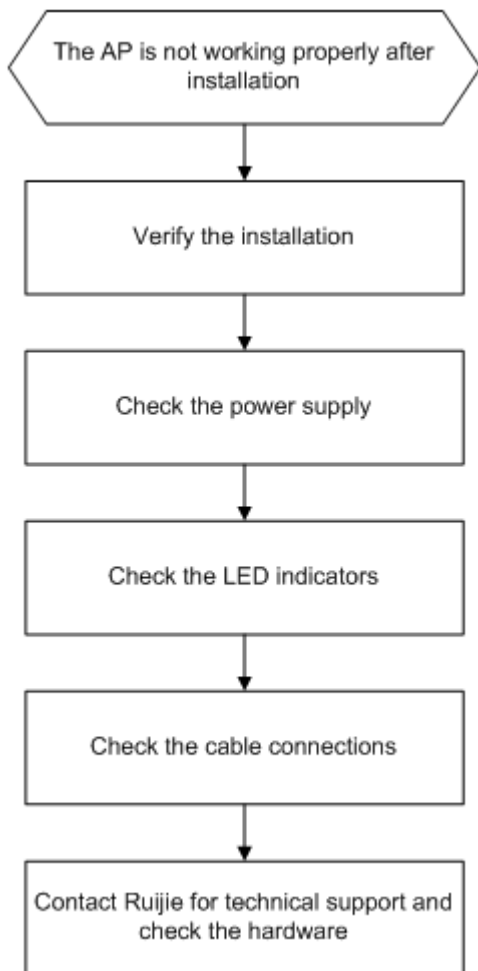 The AP is not working properly after
installation
Verify the installation
Check the power supply
Check the LED indicators
Check the cable connections
Contact Ruijie for technical support and
check the hardware